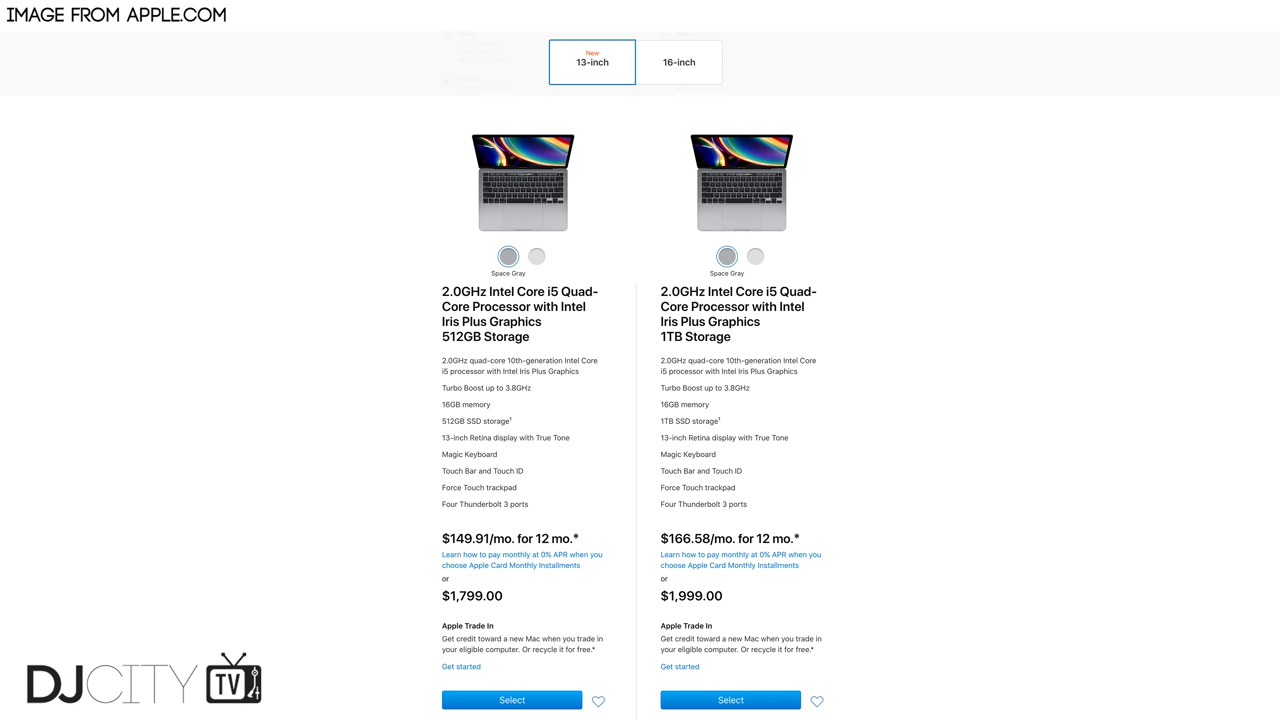 IMAGE FROM APPLE.COM
New
13-inch
16-inch
Space Gray
2.0GHz Intel Core i5 Quad-
Core Processor with Intel
Iris Plus Graphics
512GB Storage
2.0GHz quad-core 10th-generation Intel Core
i5 processor with Intel Iris Plus Graphics
Turbo Boost up to 3.8GHz
16GB memory
512GB SSD storage¹
13-inch Retina display with True Tone
Magic Keyboard
Touch Bar and Touch ID
Force Touch trackpad
Four Thunderbolt 3 ports
$149.91/mo. for 12 mo.*
Learn how to pay monthly at 0% APR when you
choose Apple Card Monthly Installments
or
$1,799.00
Apple Trade In
Get credit toward a new Mac when you trade in
your eligible computer. Or recycle it for free.*
Get started
Select
Space Gray
2.0GHz Intel Core i5 Quad-
Core Processor with Intel
Iris Plus Graphics
1TB Storage
2.0GHz quad-core 10th-generation Intel Core
i5 processor with Intel Iris Plus Graphics
Turbo Boost up to 3.8GHz
16GB memory
1TB SSD storage¹
13-inch Retina display with True Tone
Magic Keyboard
Touch Bar and Touch ID
Force Touch trackpad
Four Thunderbolt 3 ports
$166.58/mo. for 12 mo.*
Learn how to pay monthly at 0% APR when you
choose Apple Card Monthly Installments
or
$1,999.00
Apple Trade In
Get credit toward a new Mac when you trade in
your eligible computer. Or recycle it for free.*
Get started
Select
DJCITY TV